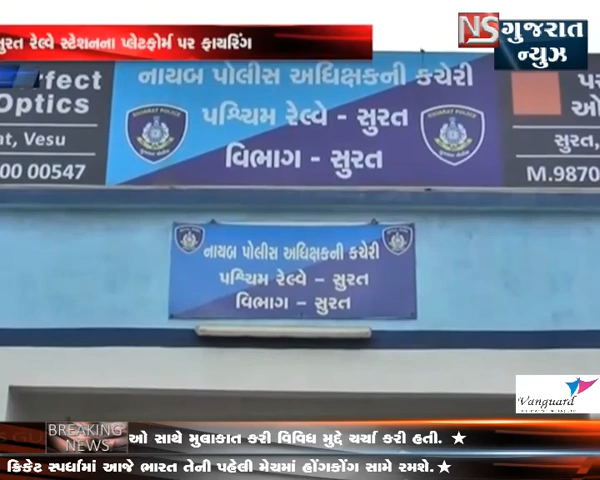 સુરત રેલ્વે સ્ટેશનના પ્લેટફોર્મ પર ફાયરિંગ
NS ગુજરાત
ન્યુઝ
Optics
Vesu
00 00547
નાયબ પોલીસ અધિક્ષકની કચેરી
પશ્ચિમ રેલ્વે - સુરત
વિભાગ - સુરત
સુરત,
M.9870
નાયબ પોલીસ અધિક્ષકની કચેરી
પશ્ચિમ રેલ્વે - સુરત
વિભાગ - સુરત
Vanguard
BREAKING
NEWS
ઓ સાથે મુલાકાત કરી વિવિધ મુદ્દે ચર્ચા કરી હતી.
ક્રિકેટ સ્પર્ધામાં આજે ભારત તેની પહેલી મેચમાં હોંગકોંગ સામે રમશે.